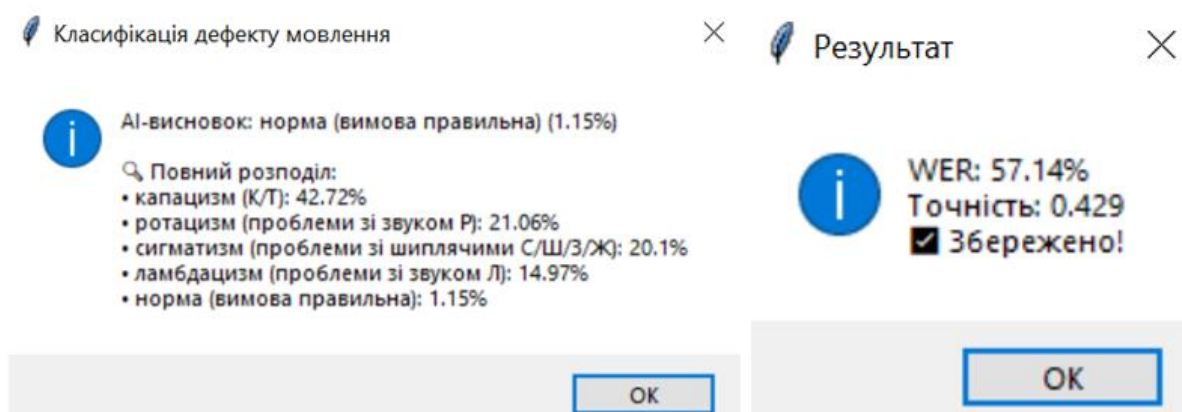 Класифікація дефекту мовлення
AI-висновок: норма (вимова правильна) (1.15%)
🔍 Повний розподіл:
• капацизм (К/Т): 42.72%
• ротацизм (проблеми зі звуком Р): 21.06%
• сигматизм (проблеми зі шиплячими С/Ш/З/Ж): 20.1%
• ламбдацизм (проблеми зі звуком Л): 14.97%
• норма (вимова правильна): 1.15%
OK
Результат
WER: 57.14%
Точність: 0.429
☑ Збережено!
OK